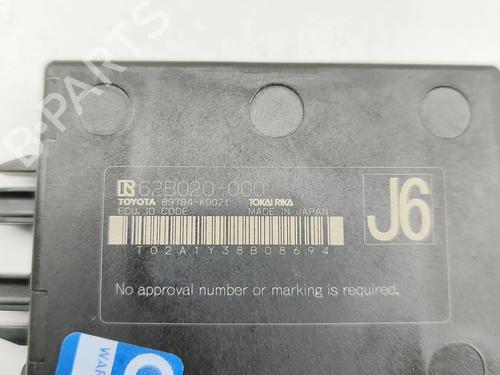 62B020-000
TOYOTA 89784-K0021 TOKAI RIKA
ECU, ID CODE MADE IN JAPAN
J6
T02A1Y38B08694
No approval number or marking is required.
WAR